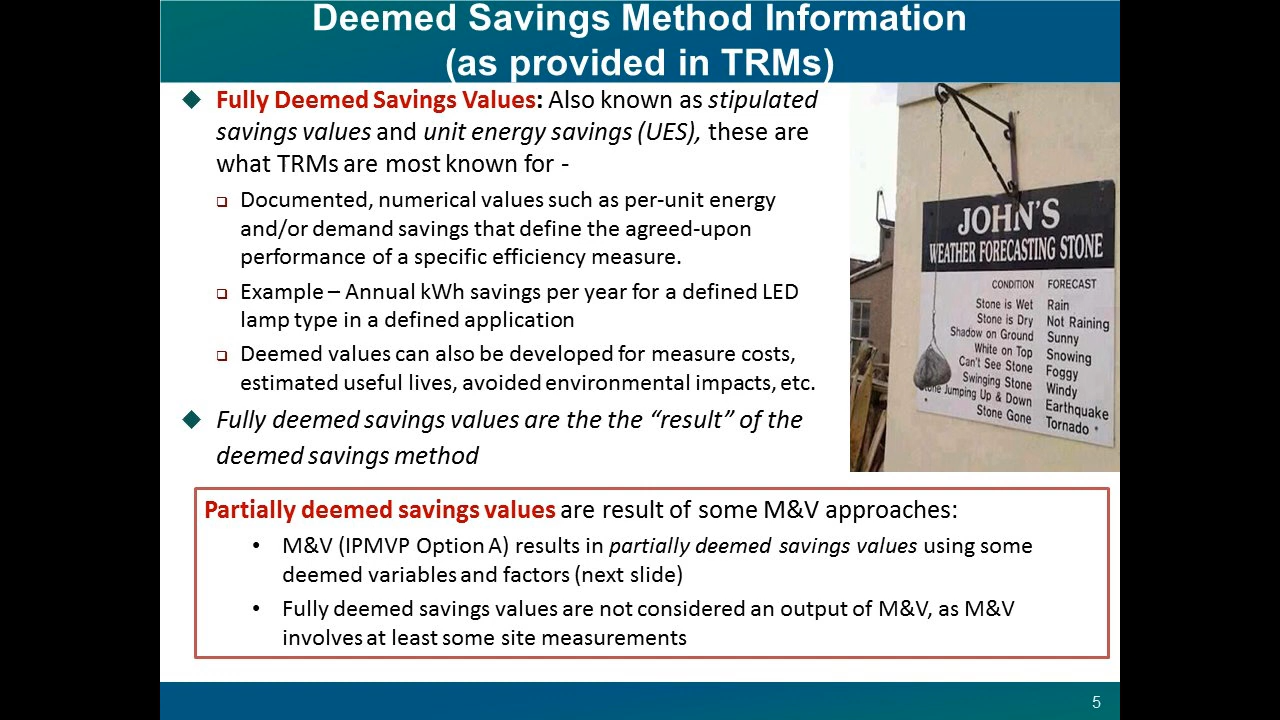 Deemed Savings Method Information
(as provided in TRMs)
Fully Deemed Savings Values: Also known as stipulated
savings values and unit energy savings (UES), these are
what TRMs are most known for -
Documented, numerical values such as per-unit energy
and/or demand savings that define the agreed-upon
performance of a specific efficiency measure.
Example – Annual kWh savings per year for a defined LED
lamp type in a defined application
Deemed values can also be developed for measure costs,
estimated useful lives, avoided environmental impacts, etc.
Fully deemed savings values are the the “result” of the
deemed savings method
JOHN'S
WEATHER FORECASTING STONE
CONDITION FORECAST
Stone is Wet Rain
Stone is Dry Not Raining
Shadow on Ground Sunny
White on Top Snowing
Can't See Stone Foggy
Swinging Stone Windy
Stone Jumping Up & Down Earthquake
Stone Gone Tornado
Partially deemed savings values are result of some M&V approaches:
• M&V (IPMVP Option A) results in partially deemed savings values using some
deemed variables and factors (next slide)
• Fully deemed savings values are not considered an output of M&V, as M&V
involves at least some site measurements
5